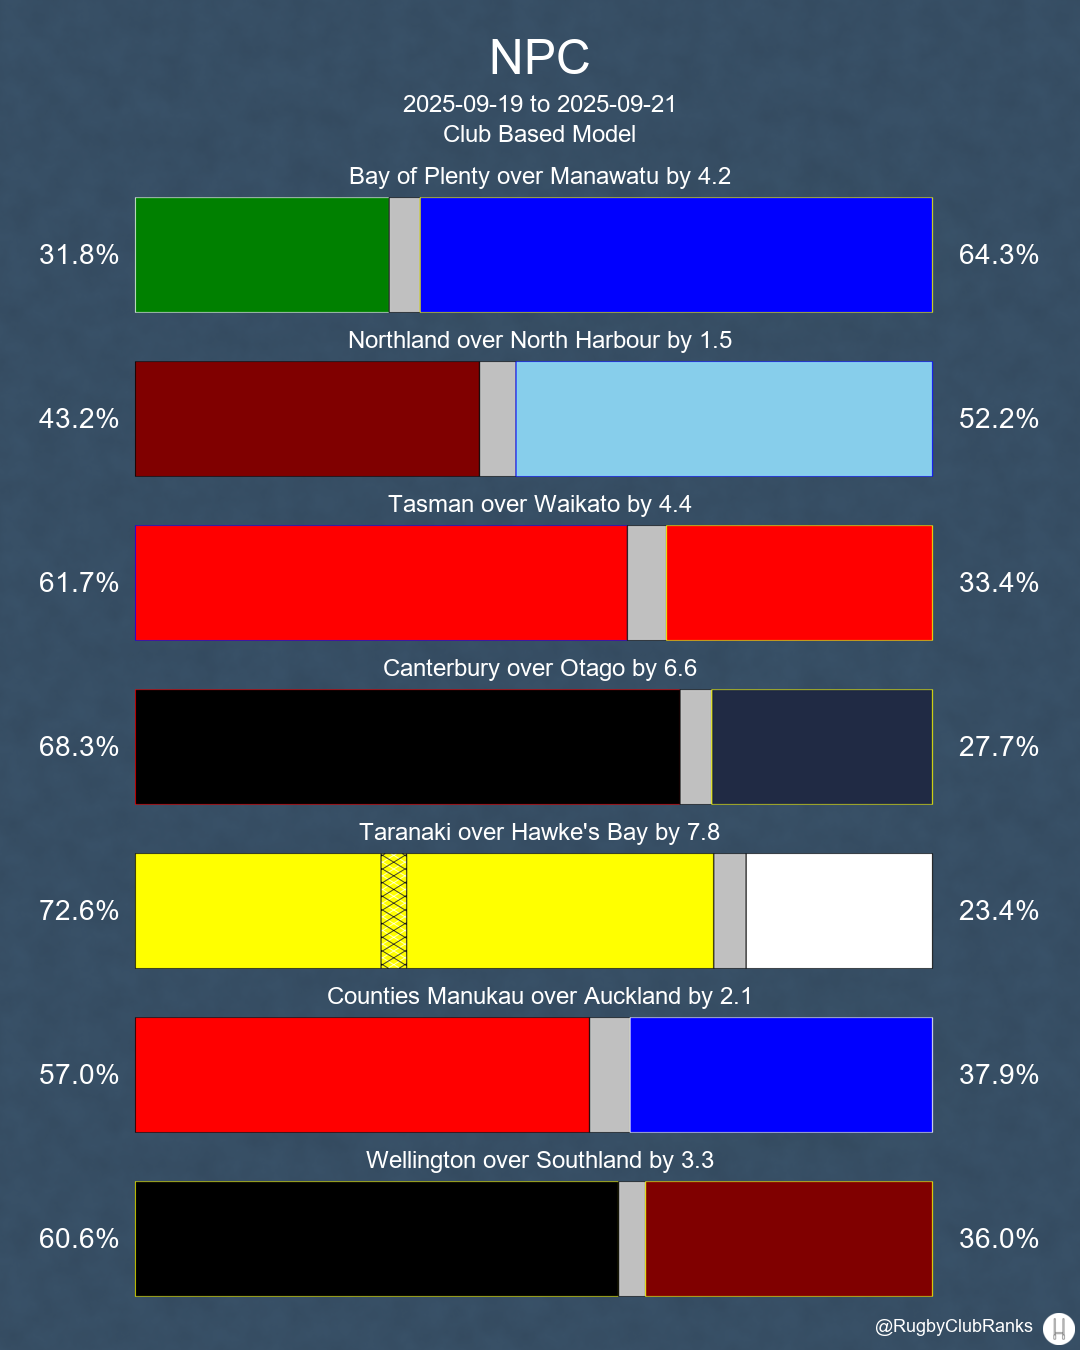 NPC
2025-09-19 to 2025-09-21
Club Based Model
Bay of Plenty over Manawatu by 4.2
31.8%
64.3%
Northland over North Harbour by 1.5
43.2%
52.2%
Tasman over Waikato by 4.4
61.7%
33.4%
Canterbury over Otago by 6.6
68.3%
27.7%
Taranaki over Hawke's Bay by 7.8
72.6%
23.4%
Counties Manukau over Auckland by 2.1
57.0%
37.9%
Wellington over Southland by 3.3
60.6%
36.0%
@RugbyClubRanks